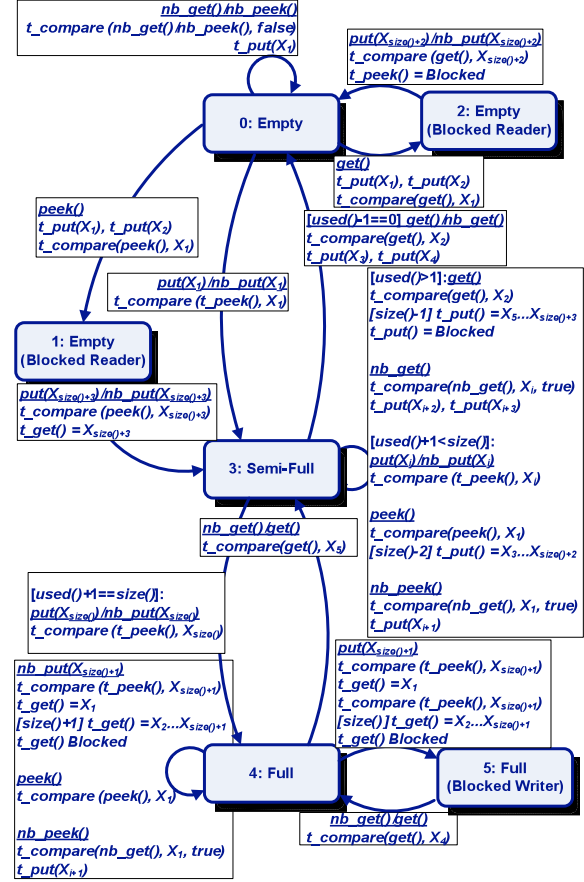 nb_get()/nb_peek()
t_compare (nb_get()/nb_peek(), false)
t_put(X₁)
put(Xsize()+2)/nb_put(Xsize()+2)
t_compare (get(), Xsize()+2)
t_peek() = Blocked
0: Empty
2: Empty
(Blocked Reader)
get()
t_put(X₁), t_put(X₂)
t_compare(get(), X₁)
peek()
t_put(X₁), t_put(X₂)
t_compare(peek(), X₁)
[used()-1==0] get()/nb_get()
t_compare(get(), X₂)
t_put(X₃), t_put(X₄)
put(X₁)/nb_put(X₁)
t_compare (t_peek(), X₁)
[used()>1]:get()
t_compare(get(), X₂)
[size()-1] t_put() = X₅...Xsize()+3
t_put() = Blocked
nb_get()
t_compare(nb_get(), Xᵢ, true)
t_put(Xᵢ₊₂), t_put(Xᵢ₊₃)
[used()+1<size()]:
put(Xᵢ)/nb_put(Xᵢ)
t_compare (t_peek(), Xᵢ)
peek()
t_compare(peek(), X₁)
[size()-2] t_put() = X₃...Xsize()+2
nb_peek()
t_compare(nb_get(), X₁, true)
t_put(Xᵢ₊₁)
1: Empty
(Blocked Reader)
put(Xsize()+3)/nb_put(Xsize()+3)
t_compare (peek(), Xsize()+3)
t_get() = Xsize()+3
3: Semi-Full
nb_get()/get()
t_compare(get(), X₅)
[used()+1==size()]:
put(Xsize())/nb_put(Xsize())
t_compare (t_peek(), Xsize())
nb_put(Xsize()+1)
t_compare (t_peek(), Xsize()+1)
t_get() = X₁
[size()+1] t_get() = X₂...Xsize()+1
t_get() Blocked
peek()
t_compare (peek(), X₁)
nb_peek()
t_compare(nb_get(), X₁, true)
t_put(Xᵢ₊₁)
put(Xsize()+1)
t_compare (t_peek(), Xsize()+1)
t_get() = X₁
t_compare (t_peek(), Xsize()+1)
[size()] t_get() = X₂...Xsize()+1
t_get() Blocked
4: Full
5: Full
(Blocked Writer)
nb_get()/get()
t_compare(get(), X₄)